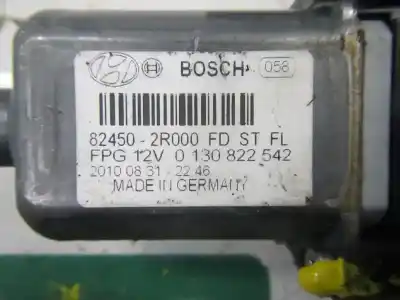 BOSCH 058
82450 - 2R000 FD ST FL
FPG 12V 0 130 822 542
2010 08 31 - 22.46
MADE IN GERMANY